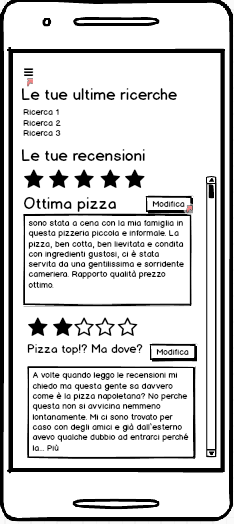 Le tue ultime ricerche
Ricerca 1
Ricerca 2
Ricerca 3
Le tue recensioni
Ottima pizza
Modifica
sono stata a cena con la mia famiglia in
questa pizzeria piccola e informale. La
pizza, ben cotta, ben lievitata e condita
con ingredienti gustosi, ci è stata
servita da una gentilissima e sorridente
cameriera. Rapporto qualità prezzo
ottimo.
Pizza top!? Ma dove?
Modifica
A volte quando leggo le recensioni mi
chiedo ma questa gente sa davvero
come è la pizza napoletana? No perche
questa non si avvicina nemmeno
lontanamente. Mi ci sono trovato per
caso con degli amici e già dall'esterno
avevo qualche dubbio ad entrarci perché
la... Più